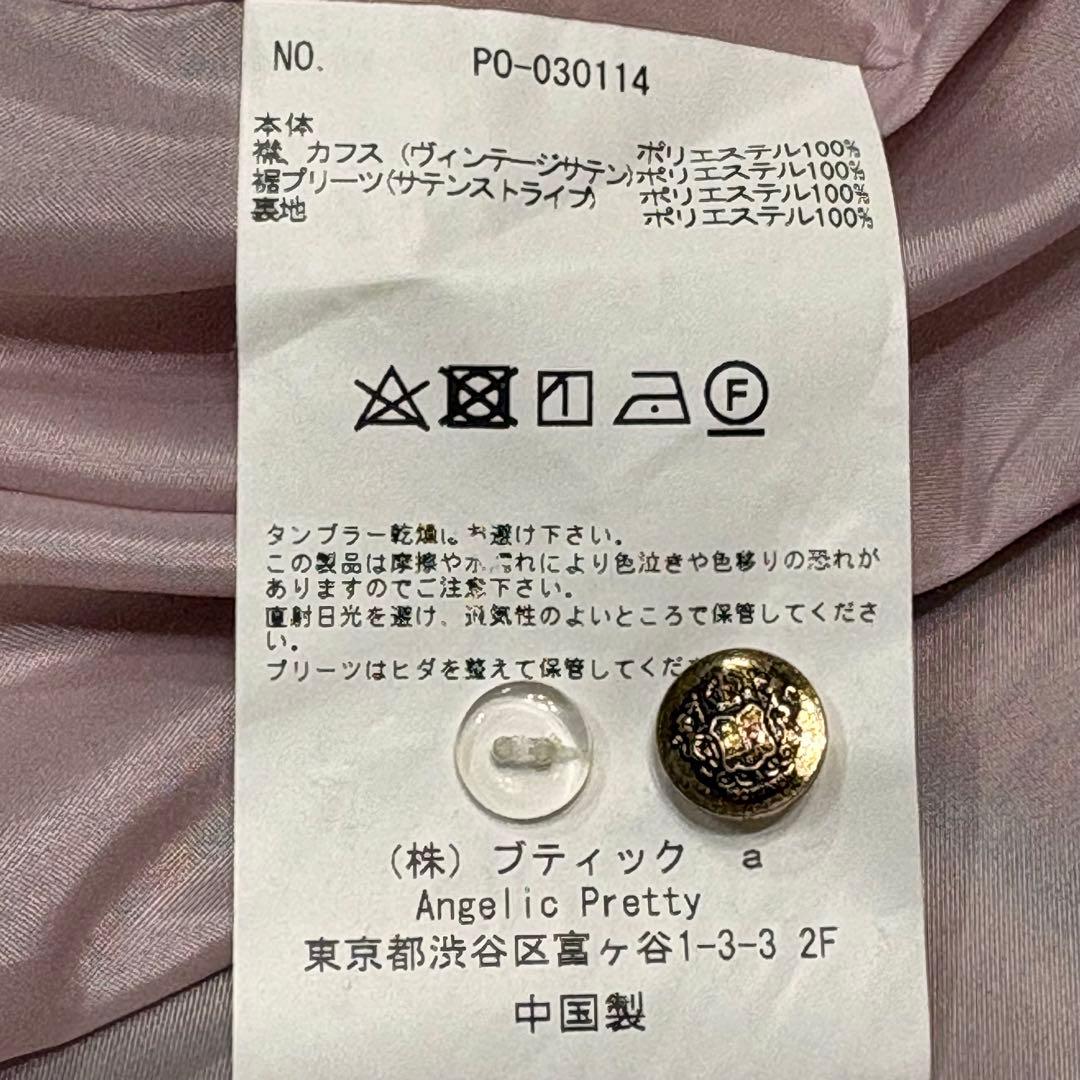 NO. PO-030114
本体 ポリエステル100%
襟、カフス(ヴィンテージサテン) ポリエステル100%
裾プリーツ(サテンストライプ) ポリエステル100%
裏地 ポリエステル100%
1
F
タンブラー乾燥はお避け下さい。
この製品は摩擦や水濡れにより色泣きや色移りの恐れが
ありますのでご注意下さい。
直射日光を避け、通気性のよいところで保管してくださ
い。
プリーツはヒダを整えて保管してくださ
(株)ブティック a
Angelic Pretty
東京都渋谷区富ヶ谷1-3-3 2F
中国製